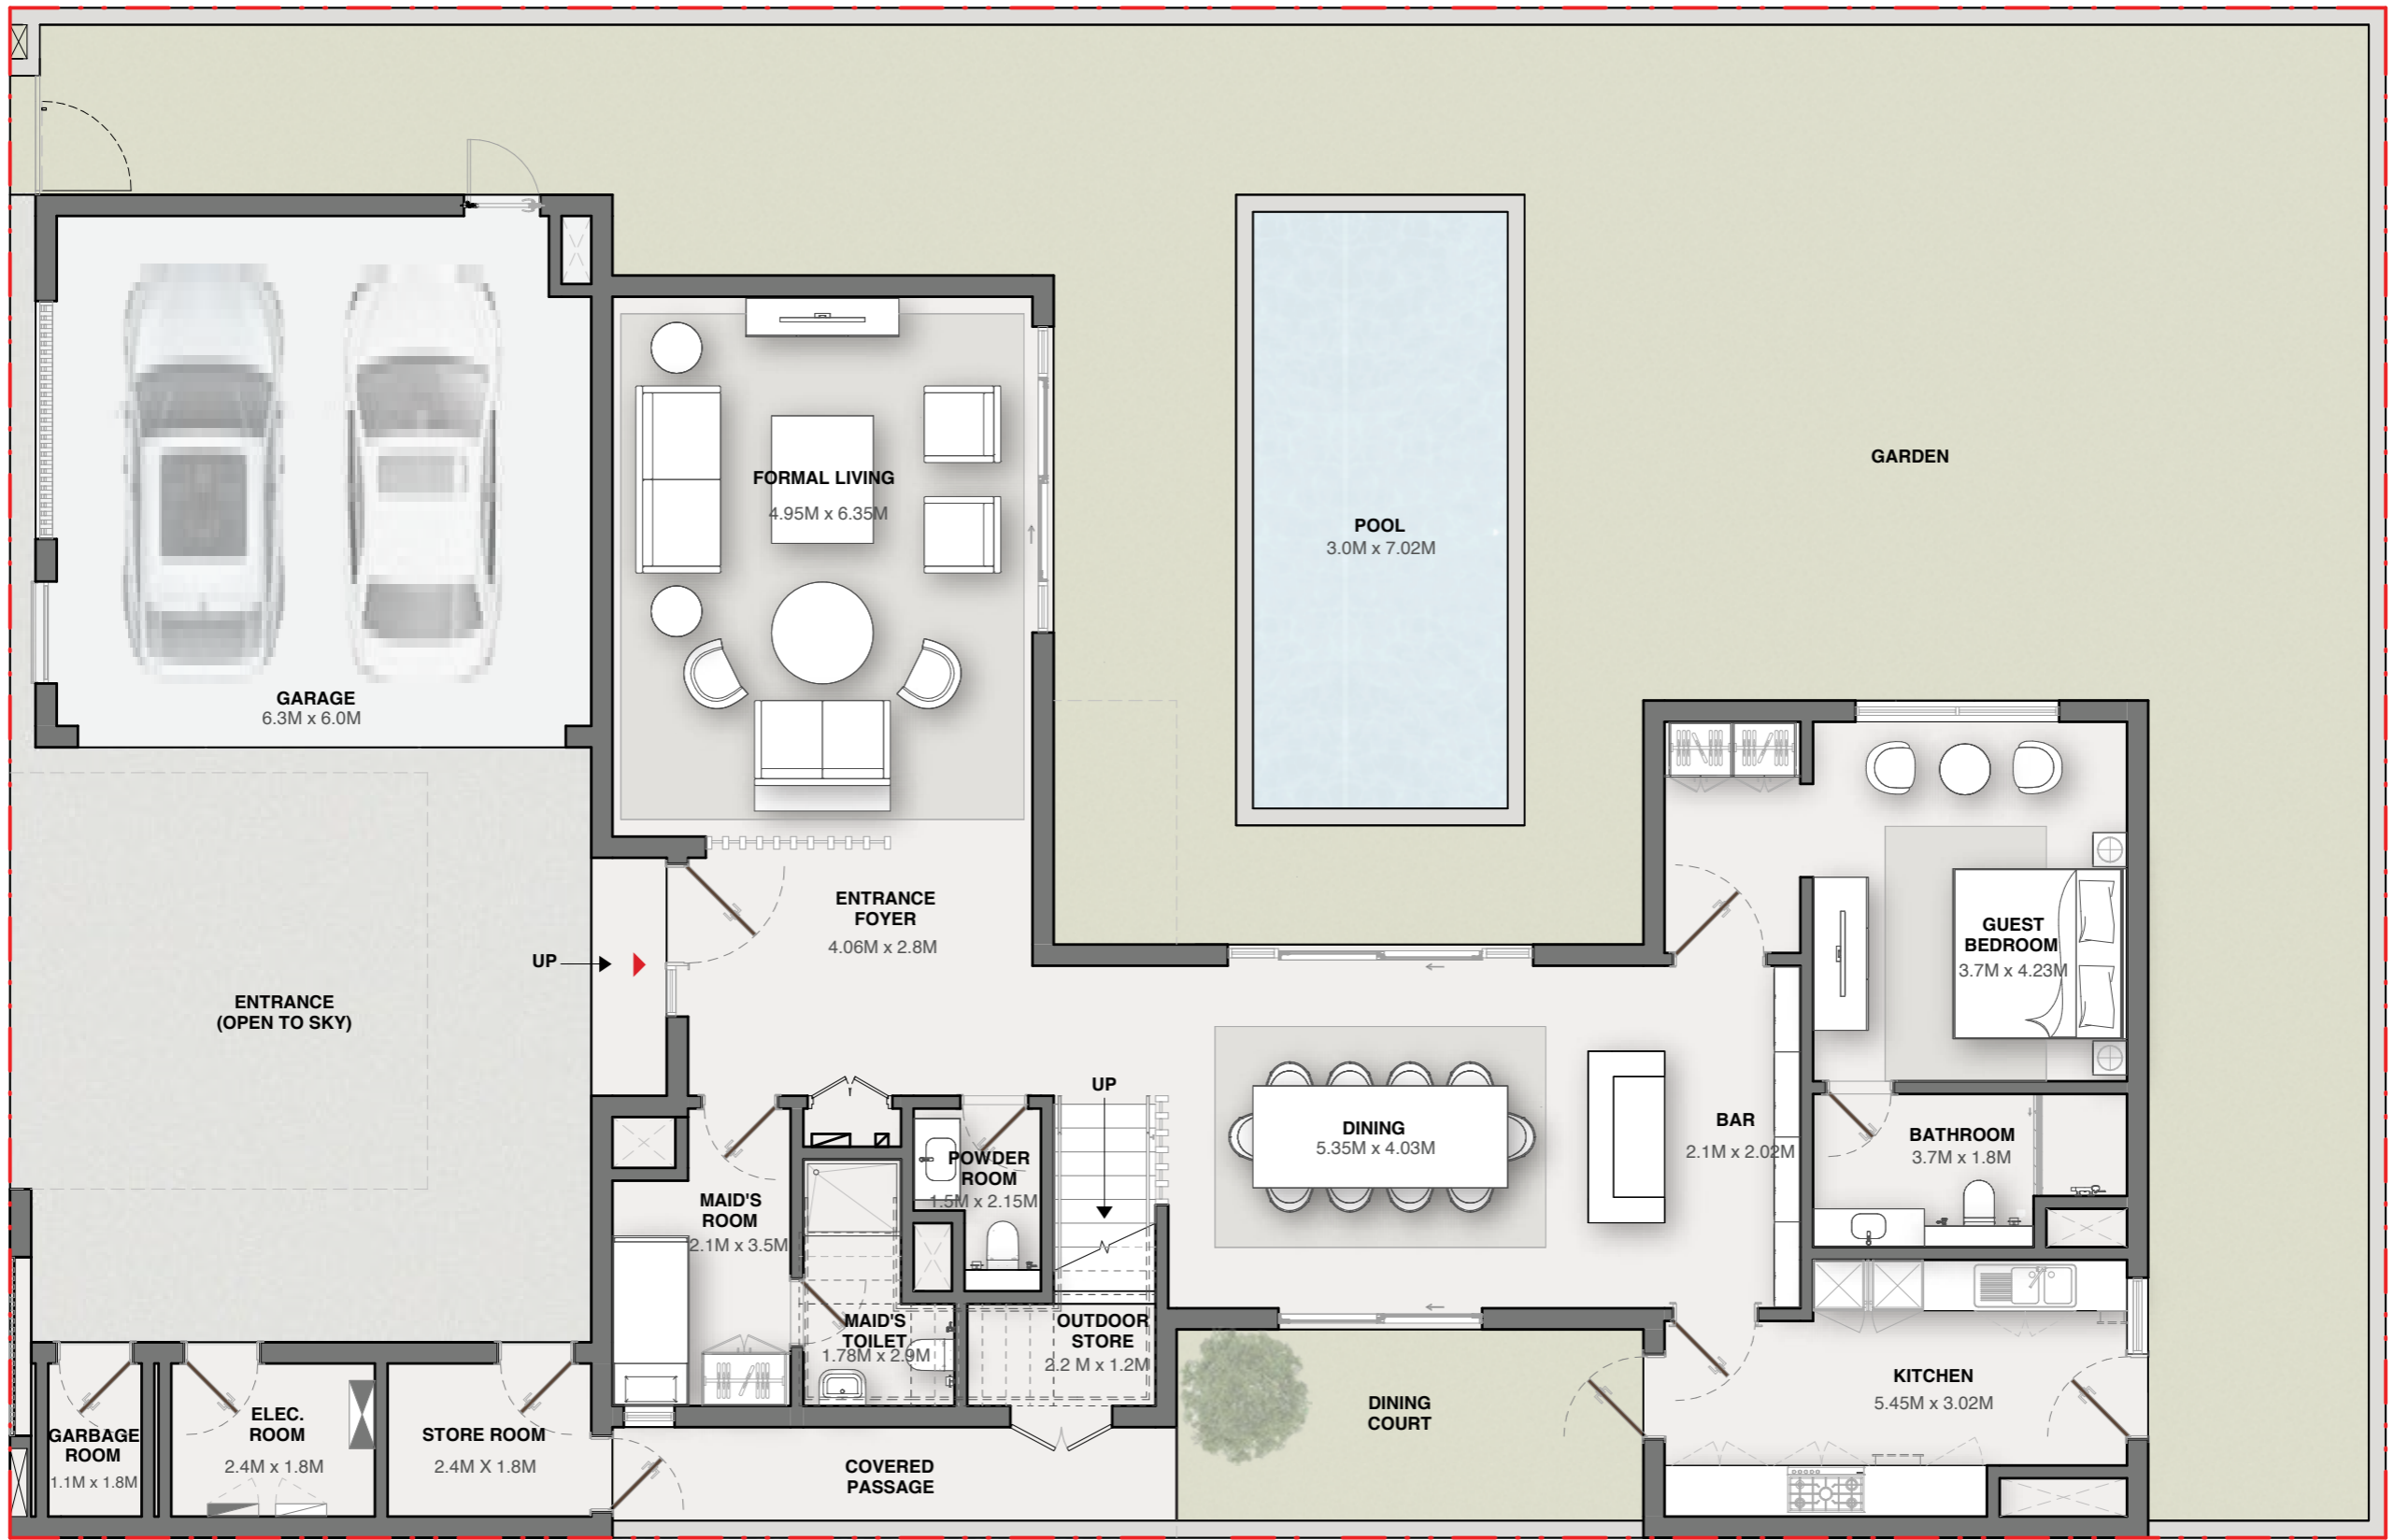 FORMAL LIVING
4.95M x 6.35M
GARDEN
POOL
3.0M x 7.02M
GARAGE
6.3M x 6.0M
ENTRANCE
FOYER
4.06M x 2.8M
UP
ENTRANCE
(OPEN TO SKY)
GUEST
BEDROOM
3.7M x 4.23M
UP
DINING
5.35M x 4.03M
BAR
2.1M x 2.02M
BATHROOM
3.7M x 1.8M
POWDER
ROOM
1.5M x 2.15M
MAID'S
ROOM
2.1M x 3.5M
MAID'S
TOILET
1.78M x 2.9M
OUTDOOR
STORE
2.2 M x 1.2M
KITCHEN
5.45M x 3.02M
DINING
COURT
GARBAGE
ROOM
1.1M x 1.8M
ELEC.
ROOM
2.4M x 1.8M
STORE ROOM
2.4M X 1.8M
COVERED
PASSAGE